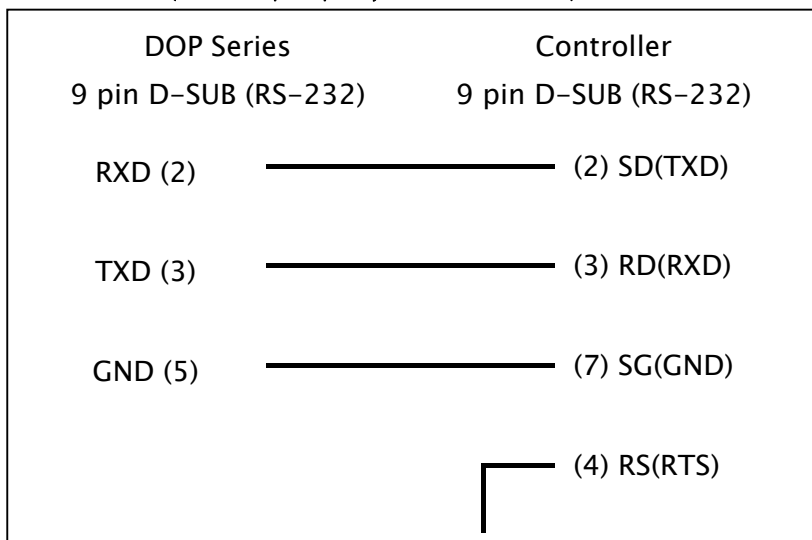 DOP Series Controller
9 pin D-SUB (RS-232) 9 pin D-SUB (RS-232)
RXD (2) (2) SD(TXD)
TXD (3) (3) RD(RXD)
GND (5) (7) SG(GND)
(4) RS(RTS)